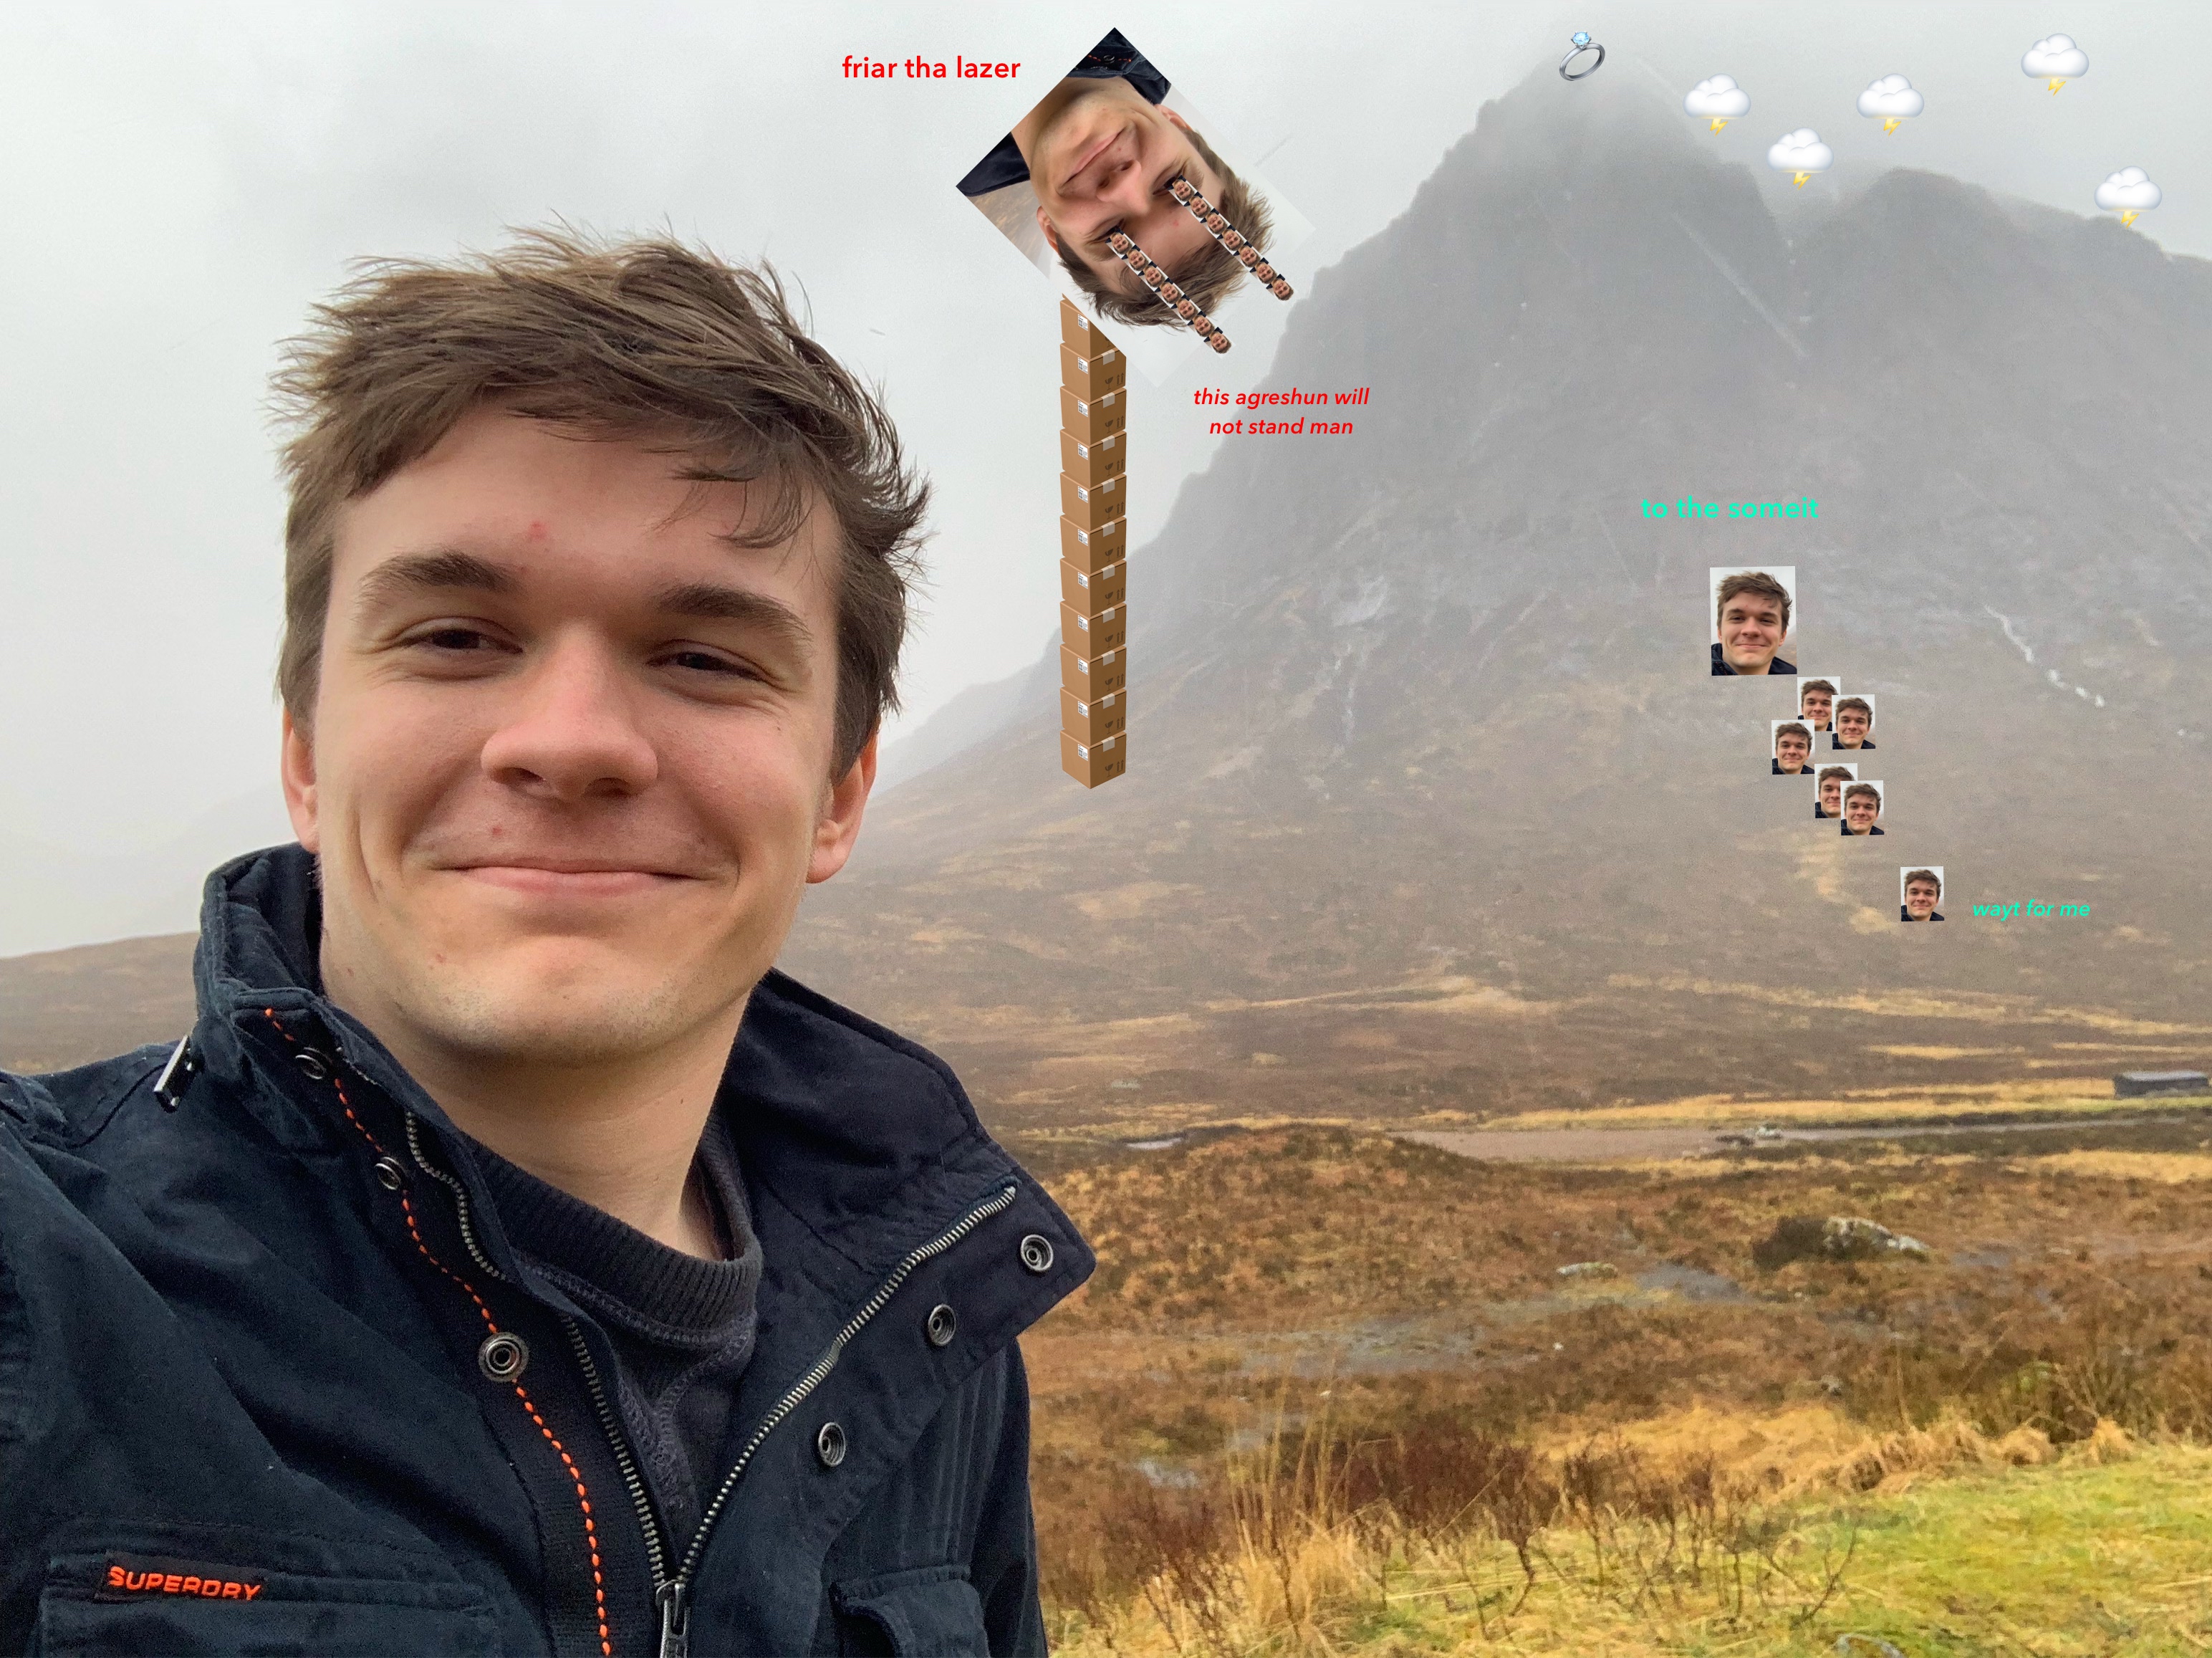 friar tha lazer
this agreshun will
not stand man
to the someit
wayt for me
SUPERDRY